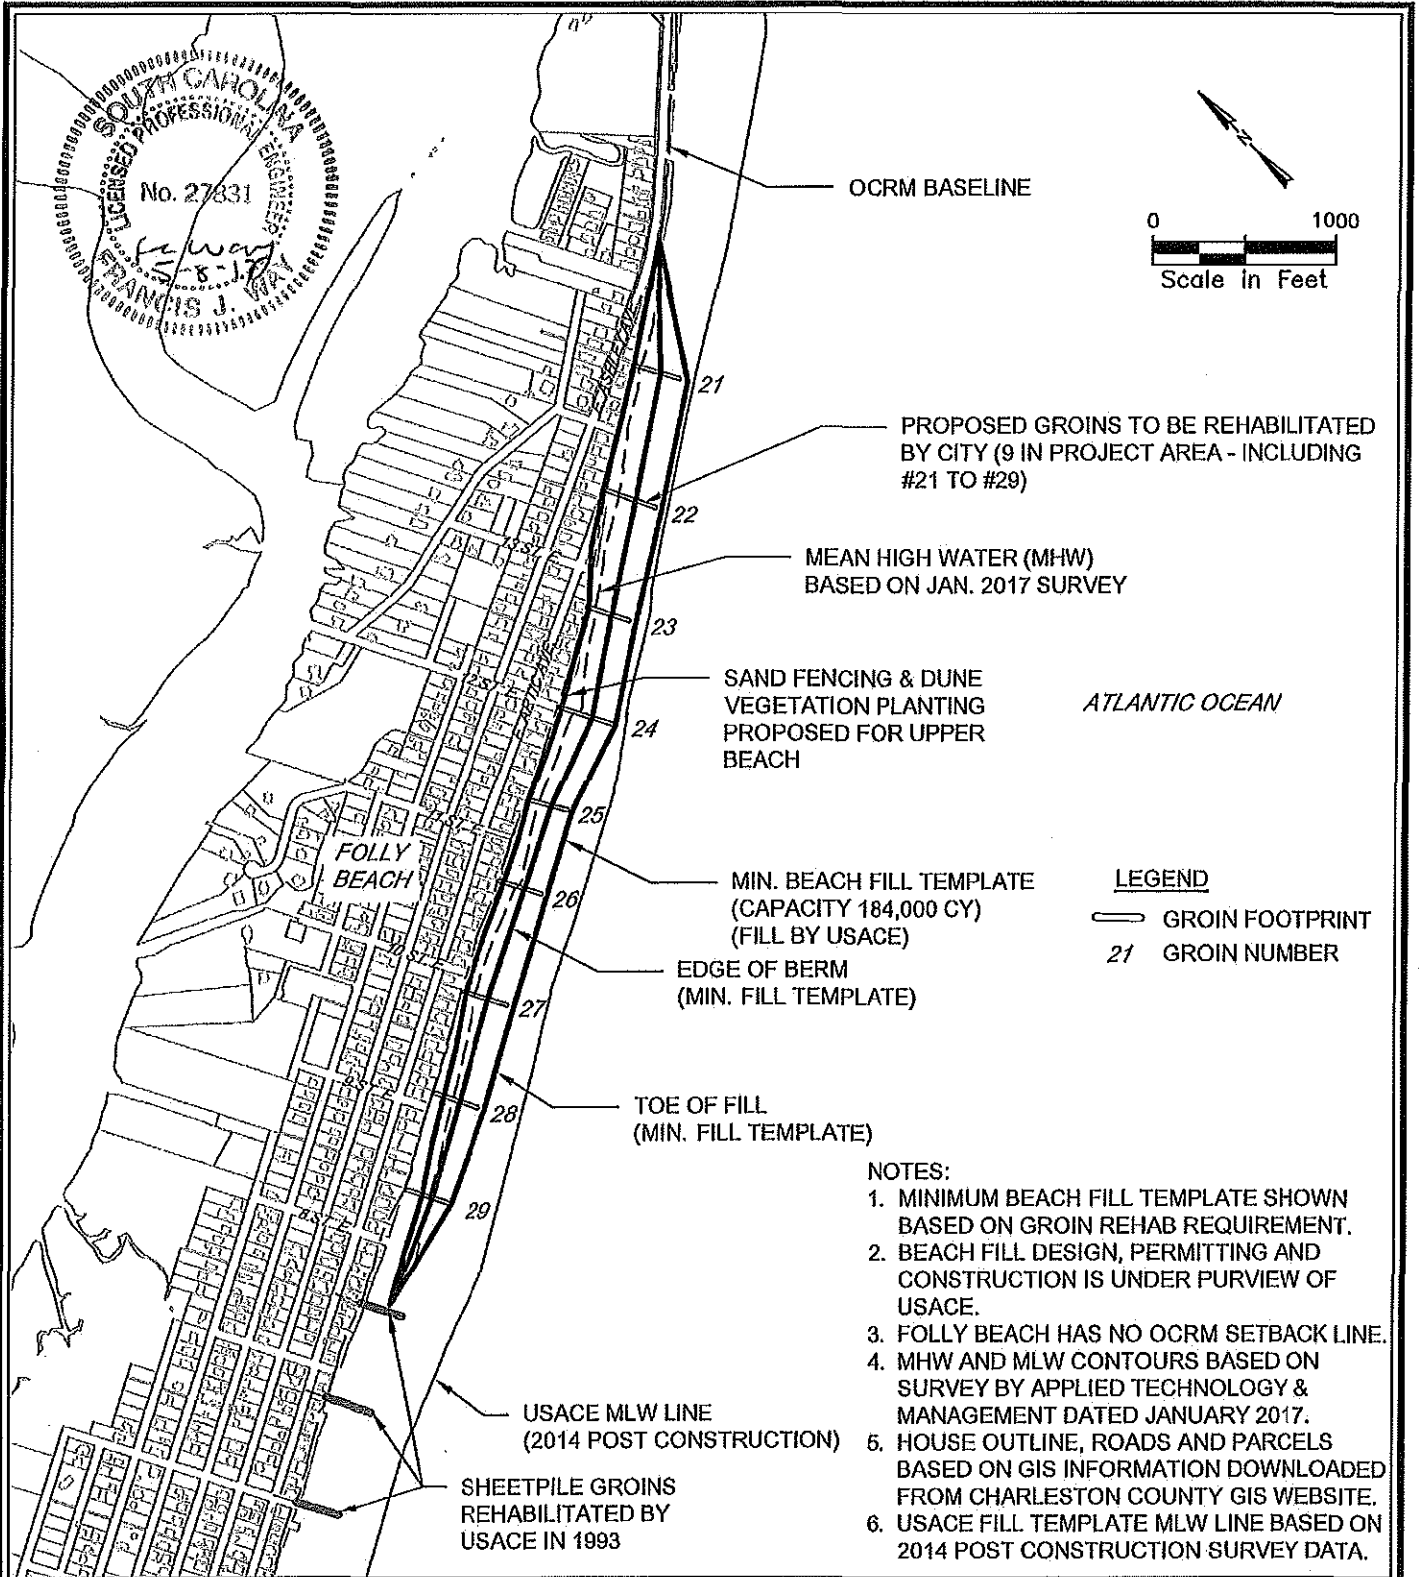 SOUTH CAROLINA
LICENSED PROFESSIONAL ENGINEER
No. 27831
FRANCIS J. WAY
N
OCRM BASELINE
0 1000
Scale in Feet
21
PROPOSED GROINS TO BE REHABILITATED
BY CITY (9 IN PROJECT AREA - INCLUDING
#21 TO #29)
22
MEAN HIGH WATER (MHW)
BASED ON JAN. 2017 SURVEY
23
SAND FENCING & DUNE
VEGETATION PLANTING
PROPOSED FOR UPPER
BEACH
ATLANTIC OCEAN
24
25
FOLLY
BEACH
MIN. BEACH FILL TEMPLATE
(CAPACITY 184,000 CY)
(FILL BY USACE)
26
LEGEND
GROIN FOOTPRINT
21 GROIN NUMBER
10 ST. E.
EDGE OF BERM
(MIN. FILL TEMPLATE)
27
28
TOE OF FILL
(MIN. FILL TEMPLATE)
29
NOTES:
1. MINIMUM BEACH FILL TEMPLATE SHOWN
BASED ON GROIN REHAB REQUIREMENT.
2. BEACH FILL DESIGN, PERMITTING AND
CONSTRUCTION IS UNDER PURVIEW OF
USACE.
3. FOLLY BEACH HAS NO OCRM SETBACK LINE.
4. MHW AND MLW CONTOURS BASED ON
SURVEY BY APPLIED TECHNOLOGY &
MANAGEMENT DATED JANUARY 2017.
5. HOUSE OUTLINE, ROADS AND PARCELS
BASED ON GIS INFORMATION DOWNLOADED
FROM CHARLESTON COUNTY GIS WEBSITE.
6. USACE FILL TEMPLATE MLW LINE BASED ON
2014 POST CONSTRUCTION SURVEY DATA.
USACE MLW LINE
(2014 POST CONSTRUCTION)
SHEETPILE GROINS
REHABILITATED BY
USACE IN 1993